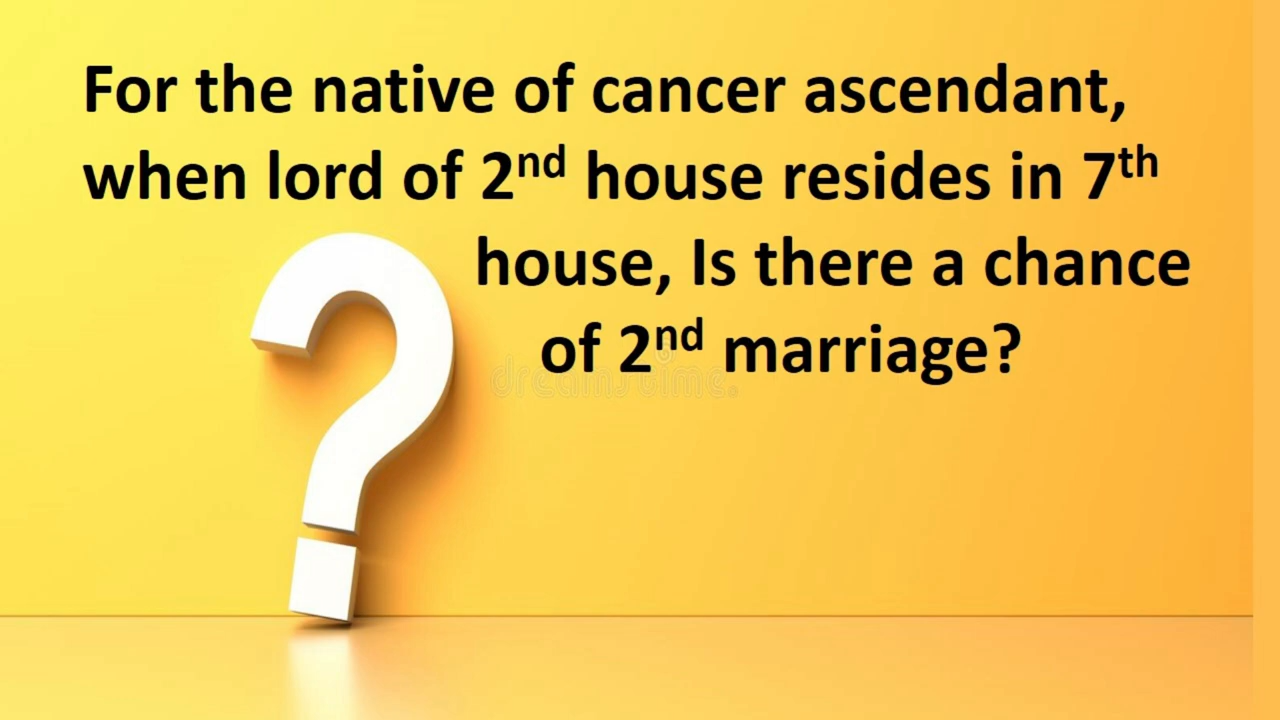 For the native of cancer ascendant,
when lord of 2nd house resides in 7th
house, Is there a chance
of 2nd marriage?
dreamstime.